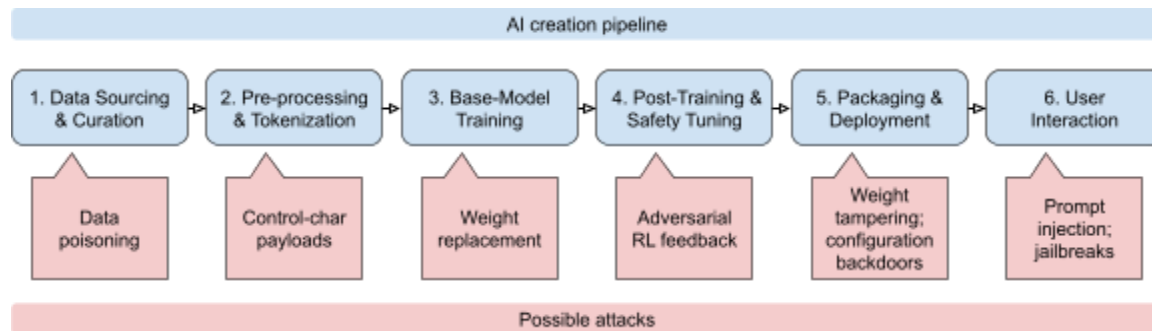 AI creation pipeline
1. Data Sourcing
& Curation
2. Pre-processing
& Tokenization
3. Base-Model
Training
4. Post-Training &
Safety Tuning
5. Packaging &
Deployment
6. User
Interaction
Data
poisoning
Control-char
payloads
Weight
replacement
Adversarial
RL feedback
Weight
tampering;
configuration
backdoors
Prompt
injection;
jailbreaks
Possible attacks